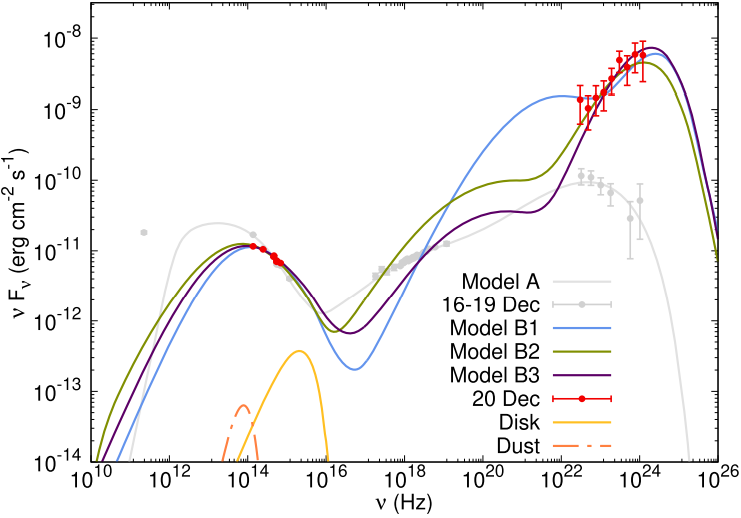 10^-8
10^-9
10^-10
10^-11
10^-12
10^-13
10^-14
ν F_ν (erg cm^-2 s^-1)
Model A
16-19 Dec
Model B1
Model B2
Model B3
20 Dec
Disk
Dust
10^10 10^12 10^14 10^16 10^18 10^20 10^22 10^24 10^26
ν (Hz)